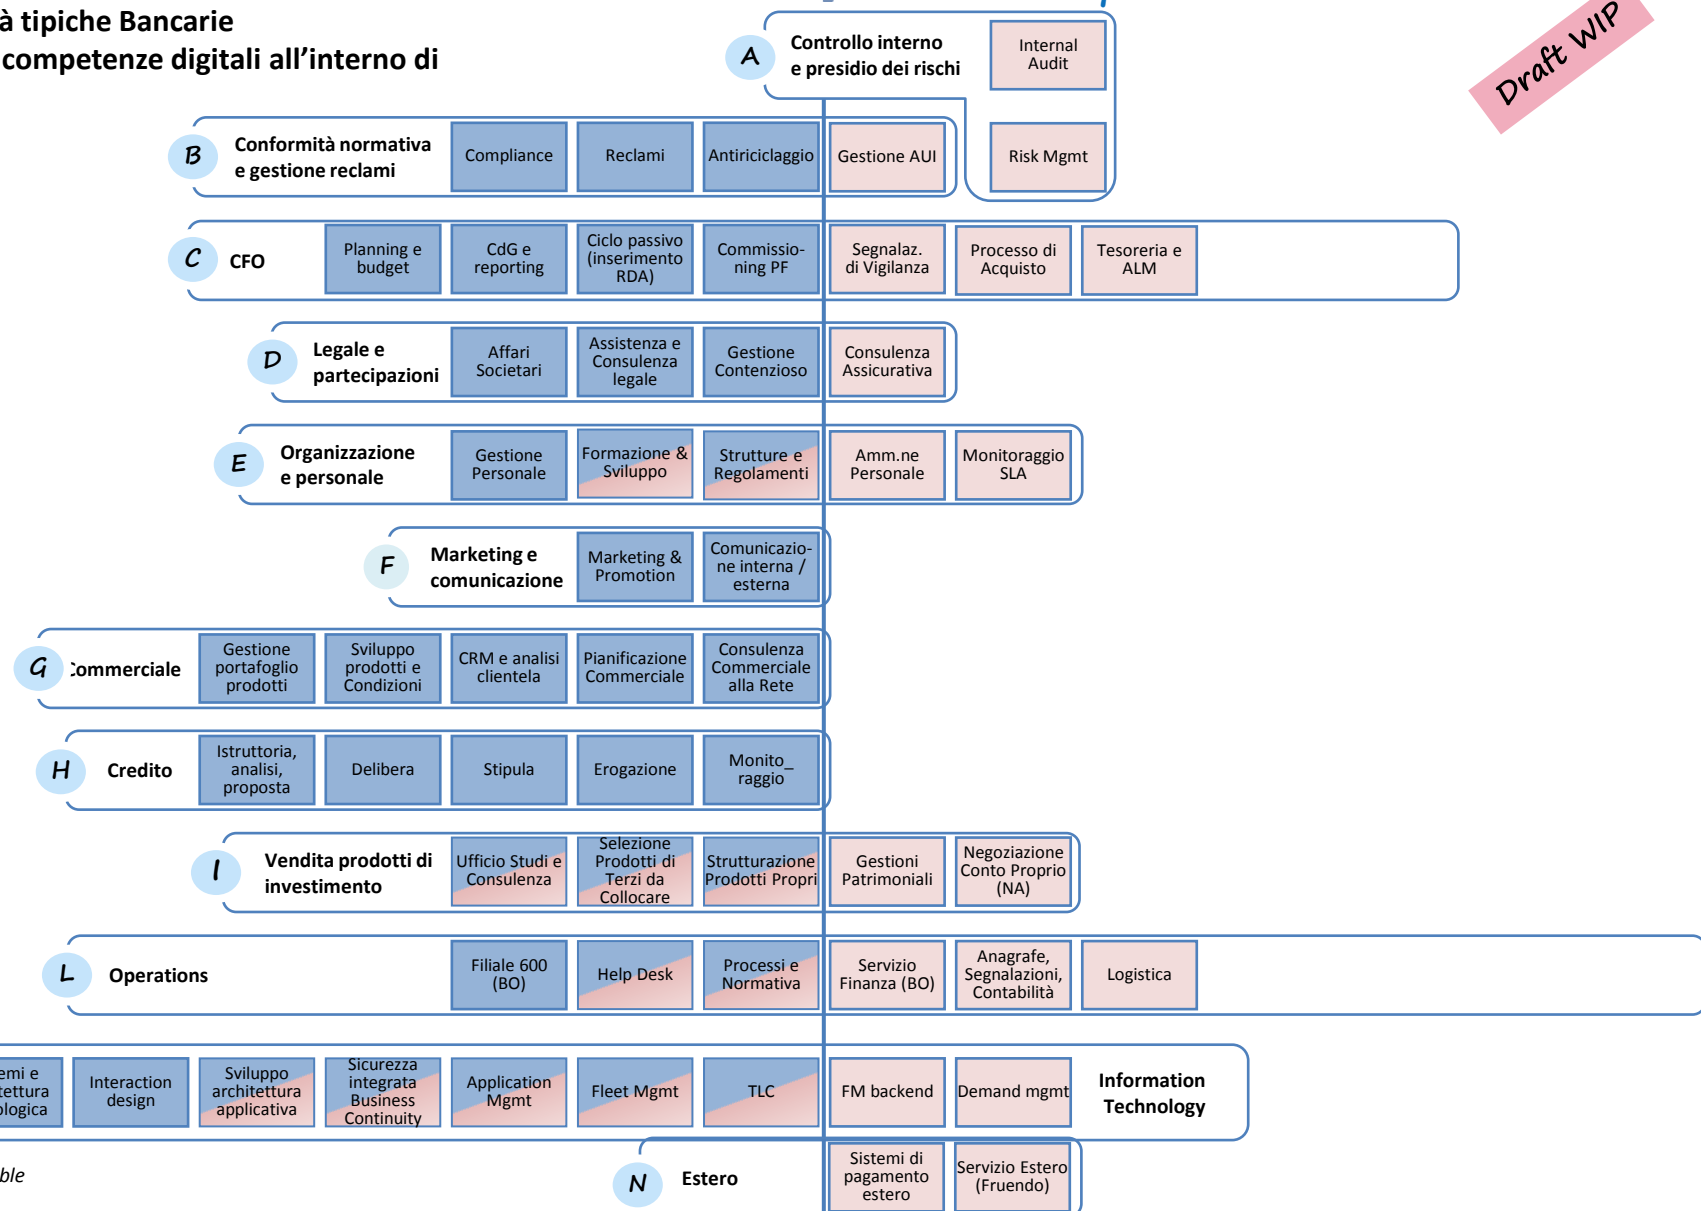 à tipiche Bancarie
competenze digitali all'interno di
Draft WIP
A
Controllo interno
e presidio dei rischi
Internal
Audit
Risk Mgmt
B
Conformità normativa
e gestione reclami
Compliance
Reclami
Antiriciclaggio
Gestione AUI
C
CFO
Planning e
budget
CdG e
reporting
Ciclo passivo
(inserimento
RDA)
Commissio-
ning PF
Segnalaz.
di Vigilanza
Processo di
Acquisto
Tesoreria e
ALM
D
Legale e
partecipazioni
Affari
Societari
Assistenza e
Consulenza
legale
Gestione
Contenzioso
Consulenza
Assicurativa
E
Organizzazione
e personale
Gestione
Personale
Formazione &
Sviluppo
Strutture e
Regolamenti
Amm.ne
Personale
Monitoraggio
SLA
F
Marketing e
comunicazione
Marketing &
Promotion
Comunicazio-
ne interna /
esterna
G
Commerciale
Gestione
portafoglio
prodotti
Sviluppo
prodotti e
Condizioni
CRM e analisi
clientela
Pianificazione
Commerciale
Consulenza
Commerciale
alla Rete
H
Credito
Istruttoria,
analisi,
proposta
Delibera
Stipula
Erogazione
Monito_
raggio
I
Vendita prodotti di
investimento
Ufficio Studi e
Consulenza
Selezione
Prodotti di
Terzi da
Collocare
Strutturazione
Prodotti Propri
Gestioni
Patrimoniali
Negoziazione
Conto Proprio
(NA)
L
Operations
Filiale 600
(BO)
Help Desk
Processi e
Normativa
Servizio
Finanza (BO)
Anagrafe,
Segnalazioni,
Contabilità
Logistica
emi e
tettura
ologica
Interaction
design
Sviluppo
architettura
applicativa
Sicurezza
integrata
Business
Continuity
Application
Mgmt
Fleet Mgmt
TLC
FM backend
Demand mgmt
Information
Technology
N
Estero
Sistemi di
pagamento
estero
Servizio Estero
(Fruendo)
ble